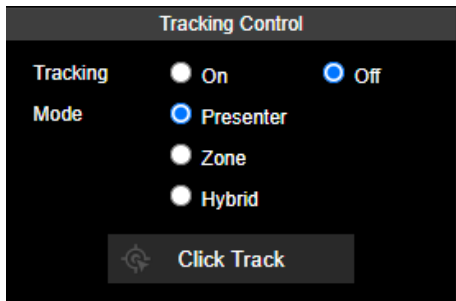 Tracking Control
Tracking On Off
Mode Presenter
Zone
Hybrid
Click Track